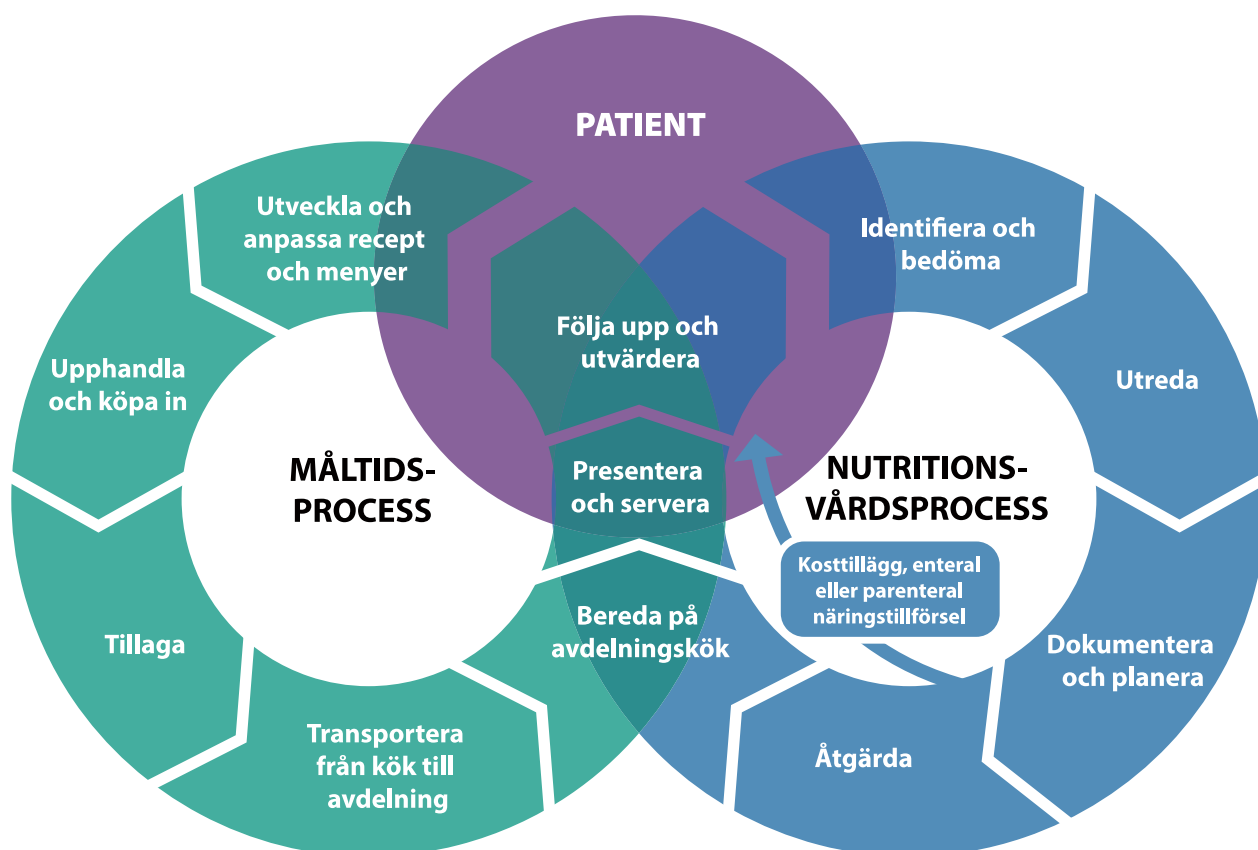 PATIENT
Utveckla och
anpassa recept
och menyer
Identifiera och
bedöma
Följa upp och
utvärdera
Upphandla
och köpa in
Utreda
MÅLTIDS-
PROCESS
Presentera
och servera
NUTRITIONS-
VÅRDSPROCESS
Kosttillägg, enteral
eller parenteral
näringstillförsel
Tillaga
Bereda på
avdelningskök
Dokumentera
och planera
Transportera
från kök till
avdelning
Åtgärda